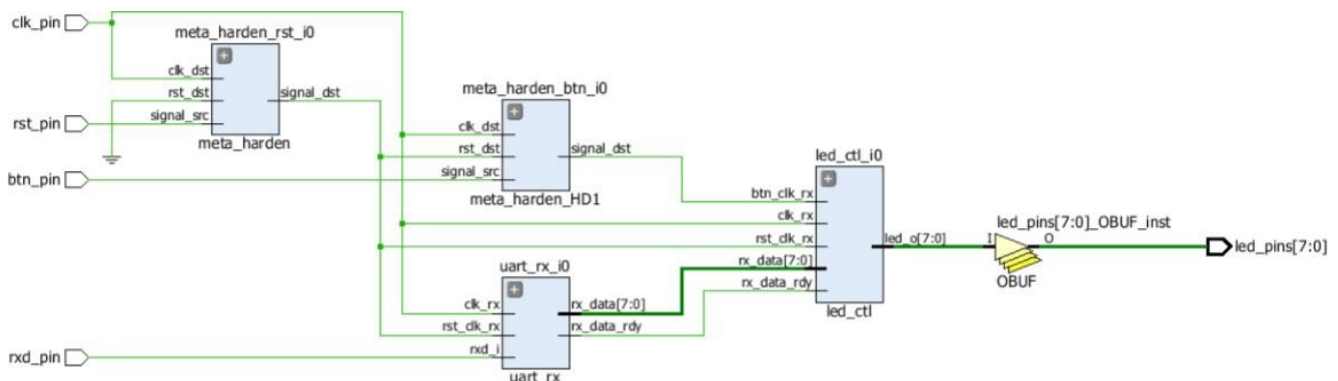 clk_pin
meta_harden_rst_i0
clk_dst
rst_dst
signal_src
signal_dst
meta_harden
rst_pin
btn_pin
meta_harden_btn_i0
clk_dst
rst_dst
signal_src
signal_dst
meta_harden_HD1
led_ctl_i0
btn_clk_rx
clk_rx
rst_clk_rx
rx_data[7:0]
rx_data_rdy
led_o[7:0]
led_ctl
led_pins[7:0]_OBUF_inst
I
O
OBUF
led_pins[7:0]
uart_rx_i0
clk_rx
rst_clk_rx
rxd_i
rx_data[7:0]
rx_data_rdy
uart_rx
rxd_pin